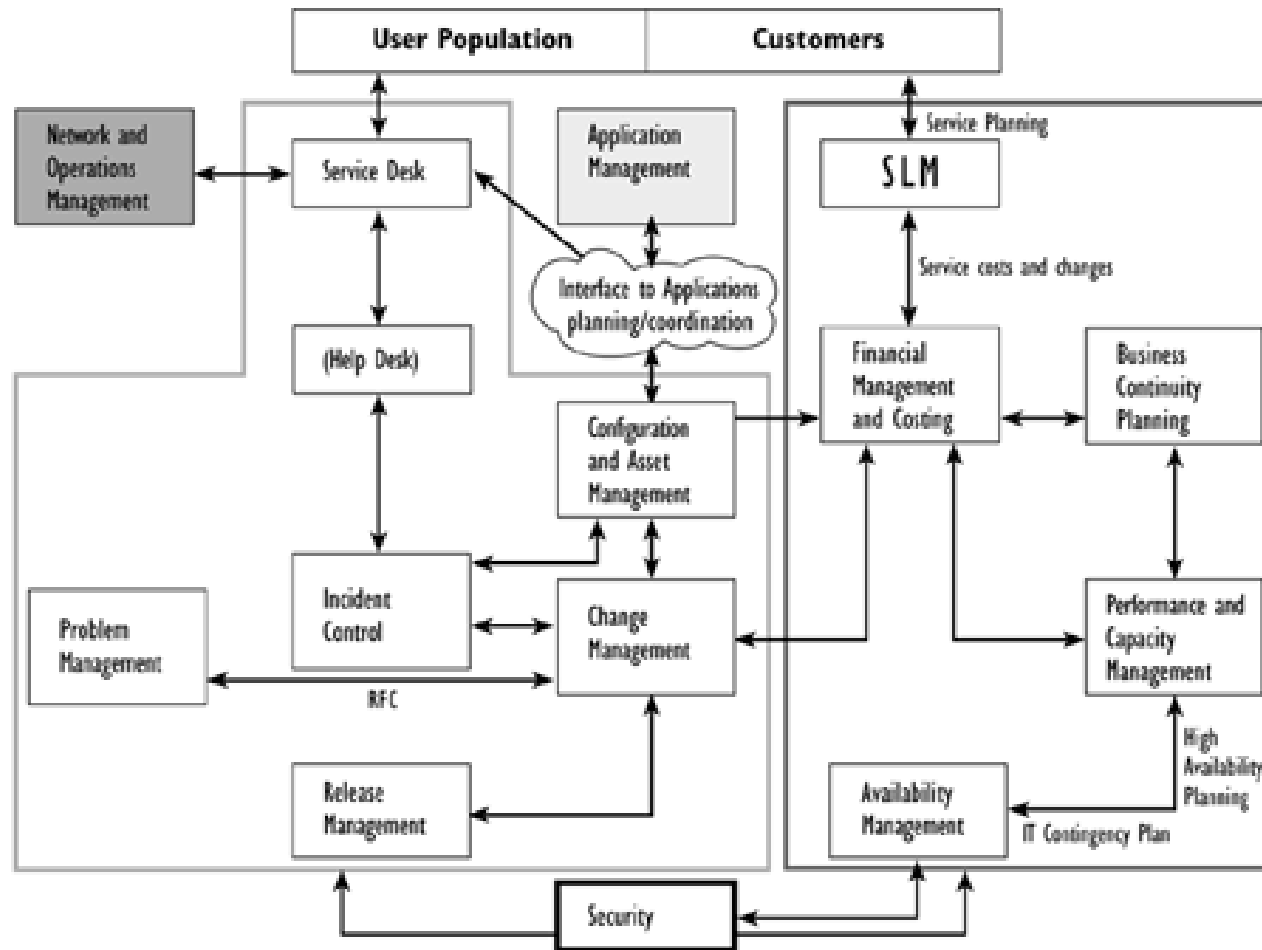 User Population
Customers
Network and
Operations
Management
Service Desk
Application
Management
Service Planning
SLM
Interface to Applications
planning/coordination
Service costs and changes
(Help Desk)
Financial
Management
and Costing
Business
Continuity
Planning
Configuration
and Asset
Management
Problem
Management
Incident
Control
Change
Management
Performance and
Capacity
Management
RFC
Release
Management
Availability
Management
High
Availability
Planning
IT Contingency Plan
Security